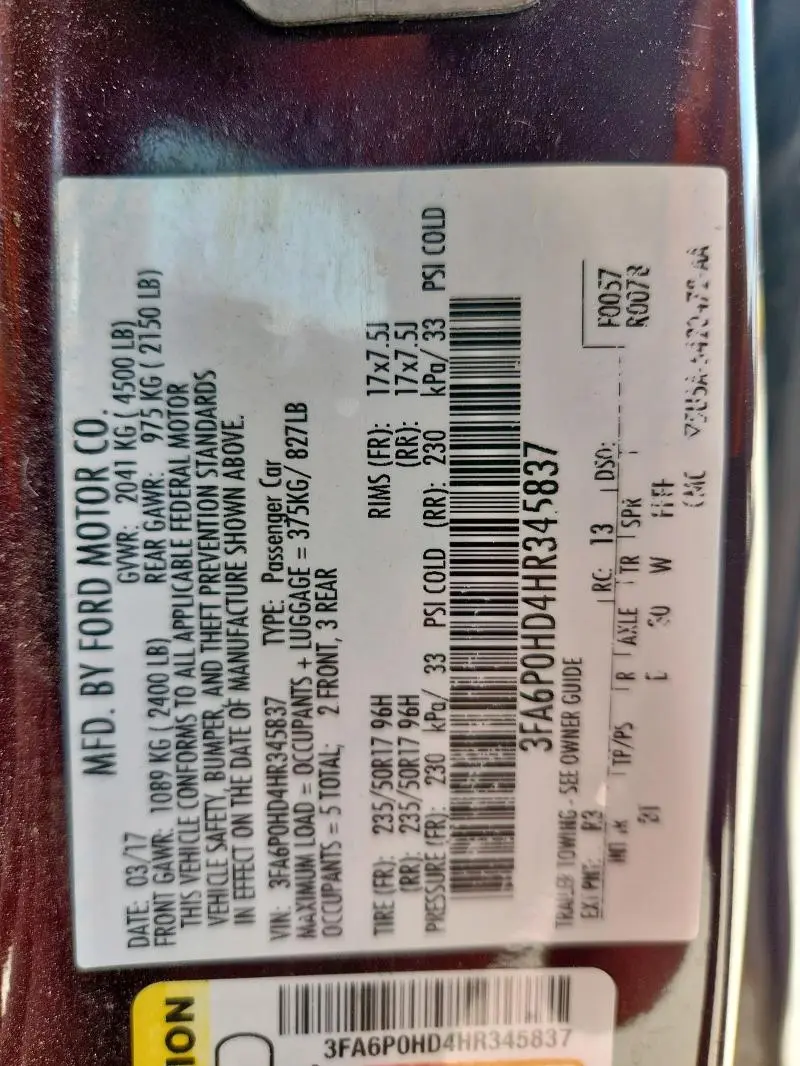 MFD. BY FORD MOTOR CO.
DATE: 03/17 GVWR: 2041 KG ( 4500 LB)
FRONT GAWR: 1089 KG ( 2400 LB) REAR GAWR: 975 KG ( 2150 LB)
THIS VEHICLE CONFORMS TO ALL APPLICABLE FEDERAL MOTOR
VEHICLE SAFETY, BUMPER, AND THEFT PREVENTION STANDARDS
IN EFFECT ON THE DATE OF MANUFACTURE SHOWN ABOVE.
VIN: 3FA6P0HD4HR345837 TYPE: Passenger Car
MAXIMUM LOAD = OCCUPANTS + LUGGAGE = 375KG/ 827LB
OCCUPANTS = 5 TOTAL; 2 FRONT, 3 REAR
TIRE (FR): 235/50R17 96H RIMS (FR): 17x7.5J
(RR): 235/50R17 96H (RR): 17x7.5J
PRESSURE (FR): 230 kPa/ 33 PSI COLD (RR): 230 kPa/ 33 PSI COLD
3FA6P0HD4HR345837
TRAILER TOWING - SEE OWNER GUIDE
EXT PNT: RC: 13 DSO: F0057
R0078
TP/PS R AXLE TR SPR
W
ION
3FA6P0HD4HR345837